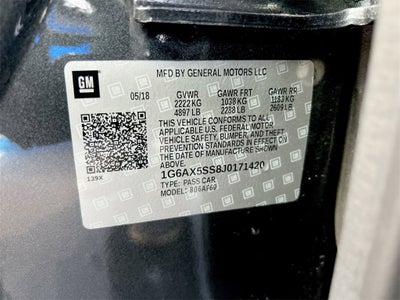 GM
MFD BY GENERAL MOTORS LLC
05/18 GVWR GAWR FRT GAWR RR
2222 KG 1038 KG 1183 KG
4897 LB 2288 LB 2609 LB
THIS VEHICLE CONFORMS TO ALL
APPLICABLE U.S. FEDERAL MOTOR
VEHICLE SAFETY, BUMPER, AND THEFT
PREVENTION STANDARDS IN EFFECT ON
THE DATE OF MANUFACTURE SHOWN
ABOVE.
139X
1G6AX5SS8J0171420
TYPE: PASS CAR
MODEL: 6G6AF69